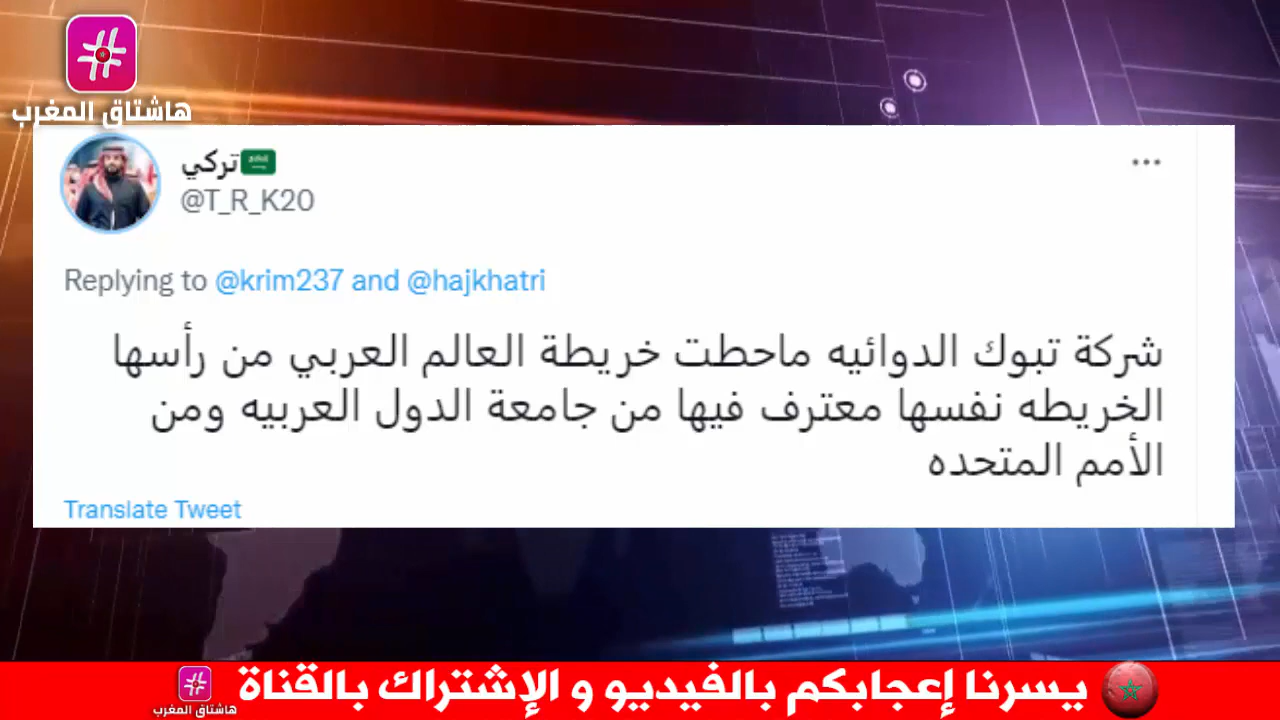 هاشتاق المغرب
تركي
@T_R_K20
Replying to @krim237 and @hajkhatri
شركة تبوك الدوائيه ماحطت خريطة العالم العربي من رأسها
الخريطه نفسها معترف فيها من جامعة الدول العربيه ومن
الأمم المتحده
Translate Tweet
يسرنا إعجابكم بالفيديو و الإشتراك بالقناة
هاشتاق المغرب